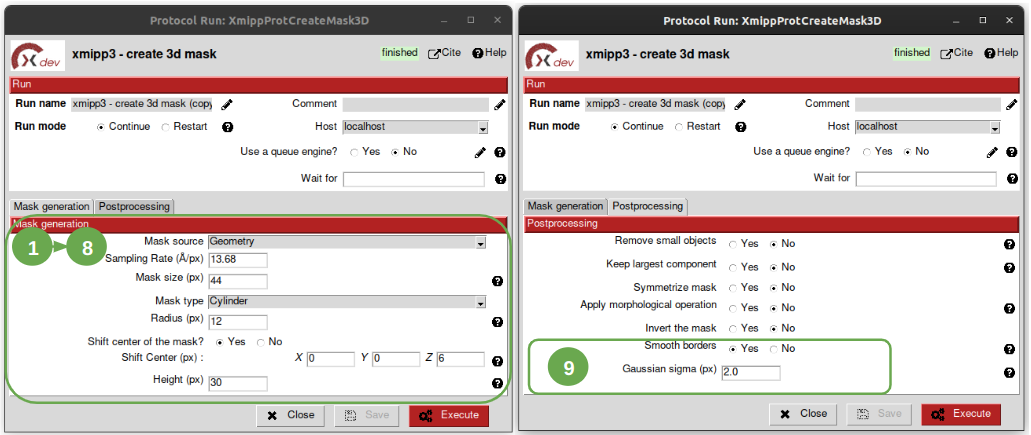 Protocol Run: XmippProtCreateMask3D
dev
xmipp3 - create 3d mask
finished
Cite
Help
Run
Run name xmipp3 - create 3d mask (copy
Comment
Run mode Continue Restart
Host localhost
Use a queue engine? Yes No
Wait for
Mask generation Postprocessing
Mask generation
1 8
Mask source Geometry
Sampling Rate (Å/px) 13.68
Mask size (px) 44
Mask type Cylinder
Radius (px) 12
Shift center of the mask? Yes No
Shift Center (px) : X 0 Y 0 Z 6
Height (px) 30
Close Save Execute
Protocol Run: XmippProtCreateMask3D
dev
xmipp3 - create 3d mask
finished
Cite
Help
Run
Run name xmipp3 - create 3d mask (copy
Comment
Run mode Continue Restart
Host localhost
Use a queue engine? Yes No
Wait for
Mask generation Postprocessing
Postprocessing
Remove small objects Yes No
Keep largest component Yes No
Symmetrize mask Yes No
Apply morphological operation Yes No
Invert the mask Yes No
Smooth borders Yes No
9
Gaussian sigma (px) 2.0
Close Save Execute